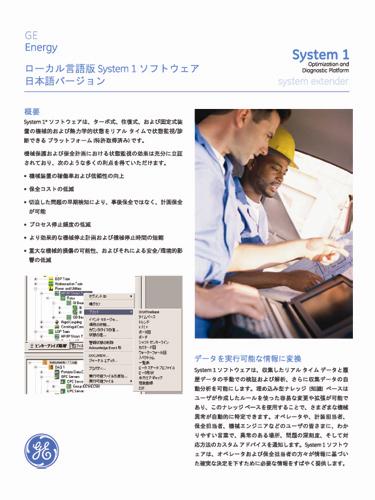 GE
Energy
ローカル言語版 System 1 ソフトウェア
日本語バージョン
System 1
Optimization and
Diagnostic Platform
system extender
概要
System 1* ソフトウェアは、ターボ式、往復式、および固定式装
置の機械的および熱力学的状態をリアル タイムで状態監視/診
断できる プラットフォーム (特許取得済み) です。
機械保護および保全計画における状態監視の効果は充分に立証
されており、次のような多くの利点を得ていただけます。
• 機械装置の稼働率および信頼性の向上
• 保全コストの低減
• 切迫した問題の早期検知により、事後保全ではなく、計画保全
が可能
• プロセス停止頻度の低減
• より効果的な機械停止計画および機械停止時間の短縮
• 重大な機械的損傷の可能性、およびそれによる安全/環境的影
響の低減
データを実行可能な情報に変換
System 1 ソフトウェアは、収集したリアル タイム データと履
歴データの手動での検証および解析、さらに収集データの自
動分析を可能にします。埋め込み型ナレッジ (知識) ベースは
ユーザが作成したルールを使った容易な変更や拡張が可能で
あり、このナレッジ ベースを使用することで、さまざまな機械
異常が自動的に特定できます。オペレータや、計装担当者、
保全担当者、機械エンジニアなどのユーザの皆さまに、わか
りやすい言葉で、異常のある場所、問題の深刻度、そして対
応方法のカスタム アドバイスを通知します。System 1 ソフトウ
ェアは、オペレータおよび保全担当者の方々が情報に基づい
た確実な決定を下すために必要な情報をすばやく提供します。